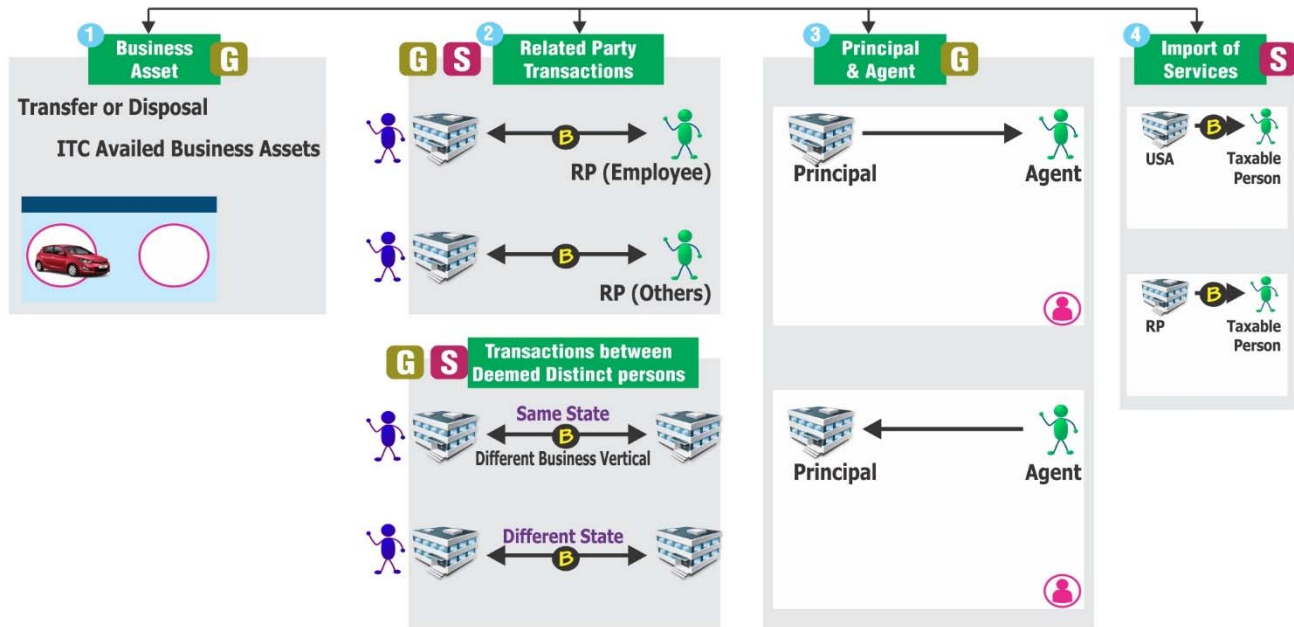 1
Business
Asset
G
Transfer or Disposal
ITC Availed Business Assets
G S
2
Related Party
Transactions
B
RP (Employee)
B
RP (Others)
G S
Transactions between
Deemed Distinct persons
Same State
B
Different Business Vertical
Different State
B
3
Principal
& Agent
G
Principal
Agent
Principal
Agent
4
Import of
Services
S
B
USA
Taxable
Person
B
RP
Taxable
Person